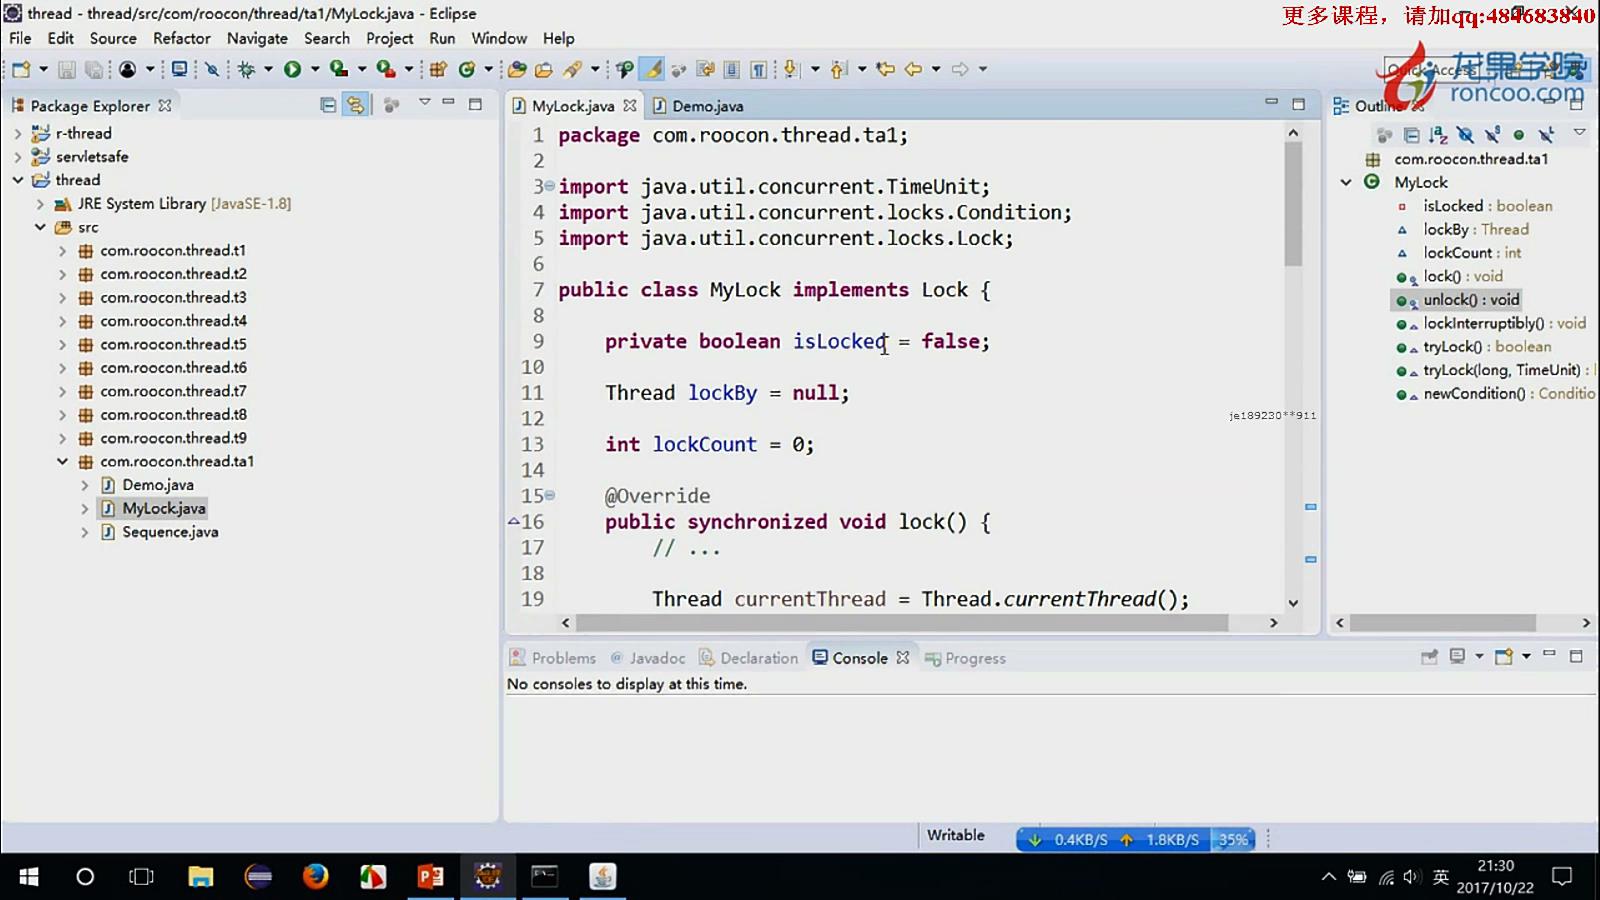 thread - thread/src/com/roocon/thread/ta1/MyLock.java - Eclipse
更多课程，请加qq:484683840
File Edit Source Refactor Navigate Search Project Run Window Help
龙果学院
roncoo.com
Package Explorer
r-thread
servletsafe
thread
JRE System Library [JavaSE-1.8]
src
com.roocon.thread.t1
com.roocon.thread.t2
com.roocon.thread.t3
com.roocon.thread.t4
com.roocon.thread.t5
com.roocon.thread.t6
com.roocon.thread.t7
com.roocon.thread.t8
com.roocon.thread.t9
com.roocon.thread.ta1
Demo.java
MyLock.java
Sequence.java
MyLock.java Demo.java
1 package com.roocon.thread.ta1;
2
3 import java.util.concurrent.TimeUnit;
4 import java.util.concurrent.locks.Condition;
5 import java.util.concurrent.locks.Lock;
6
7 public class MyLock implements Lock {
8
9 private boolean isLocked = false;
10
11 Thread lockBy = null;
12
13 int lockCount = 0;
14
15 @Override
16 public synchronized void lock() {
17 // ...
18
19 Thread currentThread = Thread.currentThread();
je189230**911
Outline
com.roocon.thread.ta1
MyLock
isLocked : boolean
lockBy : Thread
lockCount : int
lock() : void
unlock() : void
lockInterruptibly() : void
tryLock() : boolean
tryLock(long, TimeUnit) :
newCondition() : Conditio
Problems @ Javadoc Declaration Console Progress
No consoles to display at this time.
Writable
0.4KB/S 1.8KB/S 35%
英
21:30
2017/10/22